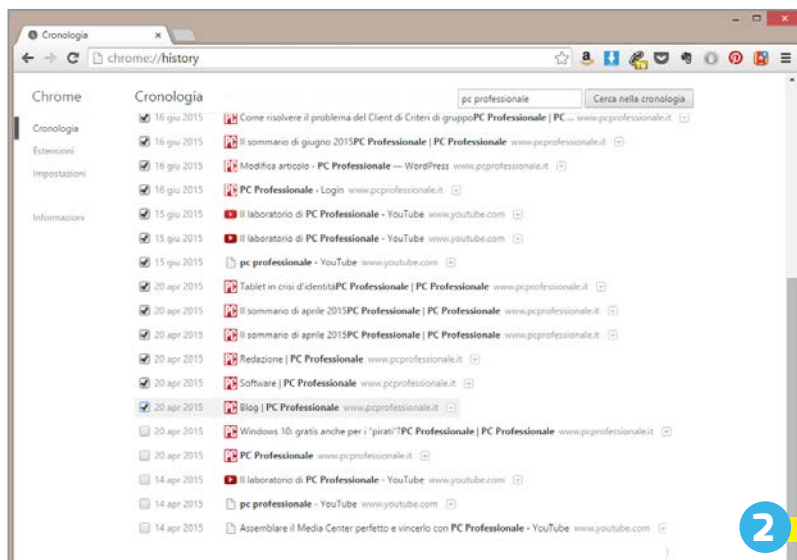 Cronologia
chrome://history
Chrome
Cronologia
pc professionale
Cerca nella cronologia
Cronologia
Estensioni
Impostazioni
Informazioni
16 giu 2015 Come risolvere il problema del Client di Criteri di gruppoPC Professionale | PC... www.pcprofessionale.it
16 giu 2015 Il sommario di giugno 2015PC Professionale | PC Professionale www.pcprofessionale.it
16 giu 2015 Modifica articolo ‹ PC Professionale — WordPress www.pcprofessionale.it
16 giu 2015 PC Professionale › Login www.pcprofessionale.it
15 giu 2015 Il laboratorio di PC Professionale - YouTube www.youtube.com
15 giu 2015 Il laboratorio di PC Professionale - YouTube www.youtube.com
15 giu 2015 pc professionale - YouTube www.youtube.com
20 apr 2015 Tablet in crisi d'identitàPC Professionale | PC Professionale www.pcprofessionale.it
20 apr 2015 Il sommario di aprile 2015PC Professionale | PC Professionale www.pcprofessionale.it
20 apr 2015 Il sommario di aprile 2015PC Professionale | PC Professionale www.pcprofessionale.it
20 apr 2015 Redazione | PC Professionale www.pcprofessionale.it
20 apr 2015 Software | PC Professionale www.pcprofessionale.it
20 apr 2015 Blog | PC Professionale www.pcprofessionale.it
20 apr 2015 Windows 10: gratis anche per i "pirati"?PC Professionale | PC Professionale www.pcprofessionale.it
20 apr 2015 PC Professionale www.pcprofessionale.it
14 apr 2015 Il laboratorio di PC Professionale - YouTube www.youtube.com
14 apr 2015 pc professionale - YouTube www.youtube.com
14 apr 2015 Assemblare il Media Center perfetto e vincerlo con PC Professionale - YouTube www.youtube.com
2